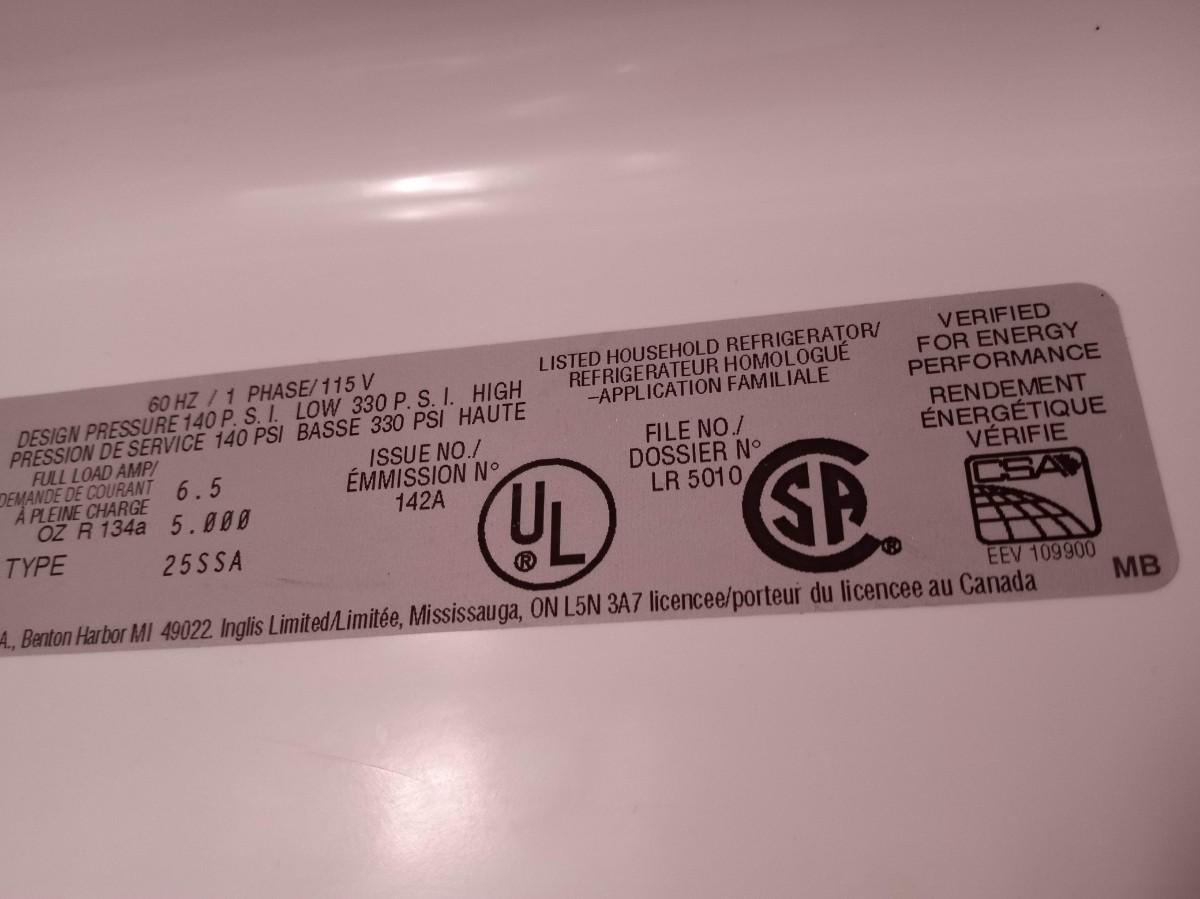 60 HZ / 1 PHASE/ 115 V
DESIGN PRESSURE 140 P. S. I. LOW 330 P. S. I. HIGH
PRESSION DE SERVICE 140 PSI BASSE 330 PSI HAUTE
FULL LOAD AMP/
DEMANDE DE COURANT
À PLEINE CHARGE
6.5
OZ R 134a 5.000
TYPE 25SSA
ISSUE NO./
ÉMMISSION N°
142A
UL
®
LISTED HOUSEHOLD REFRIGERATOR/
REFRIGERATEUR HOMOLOGUÉ
–APPLICATION FAMILIALE
FILE NO./
DOSSIER N°
LR 5010
CSA
®
VERIFIED
FOR ENERGY
PERFORMANCE
RENDEMENT
ÉNERGÉTIQUE
VÉRIFIE
CSA
EEV 109900
MB
A., Benton Harbor MI 49022 Inglis Limited/Limitée, Mississauga, ON L5N 3A7 licencee/porteur du licencee au Canada